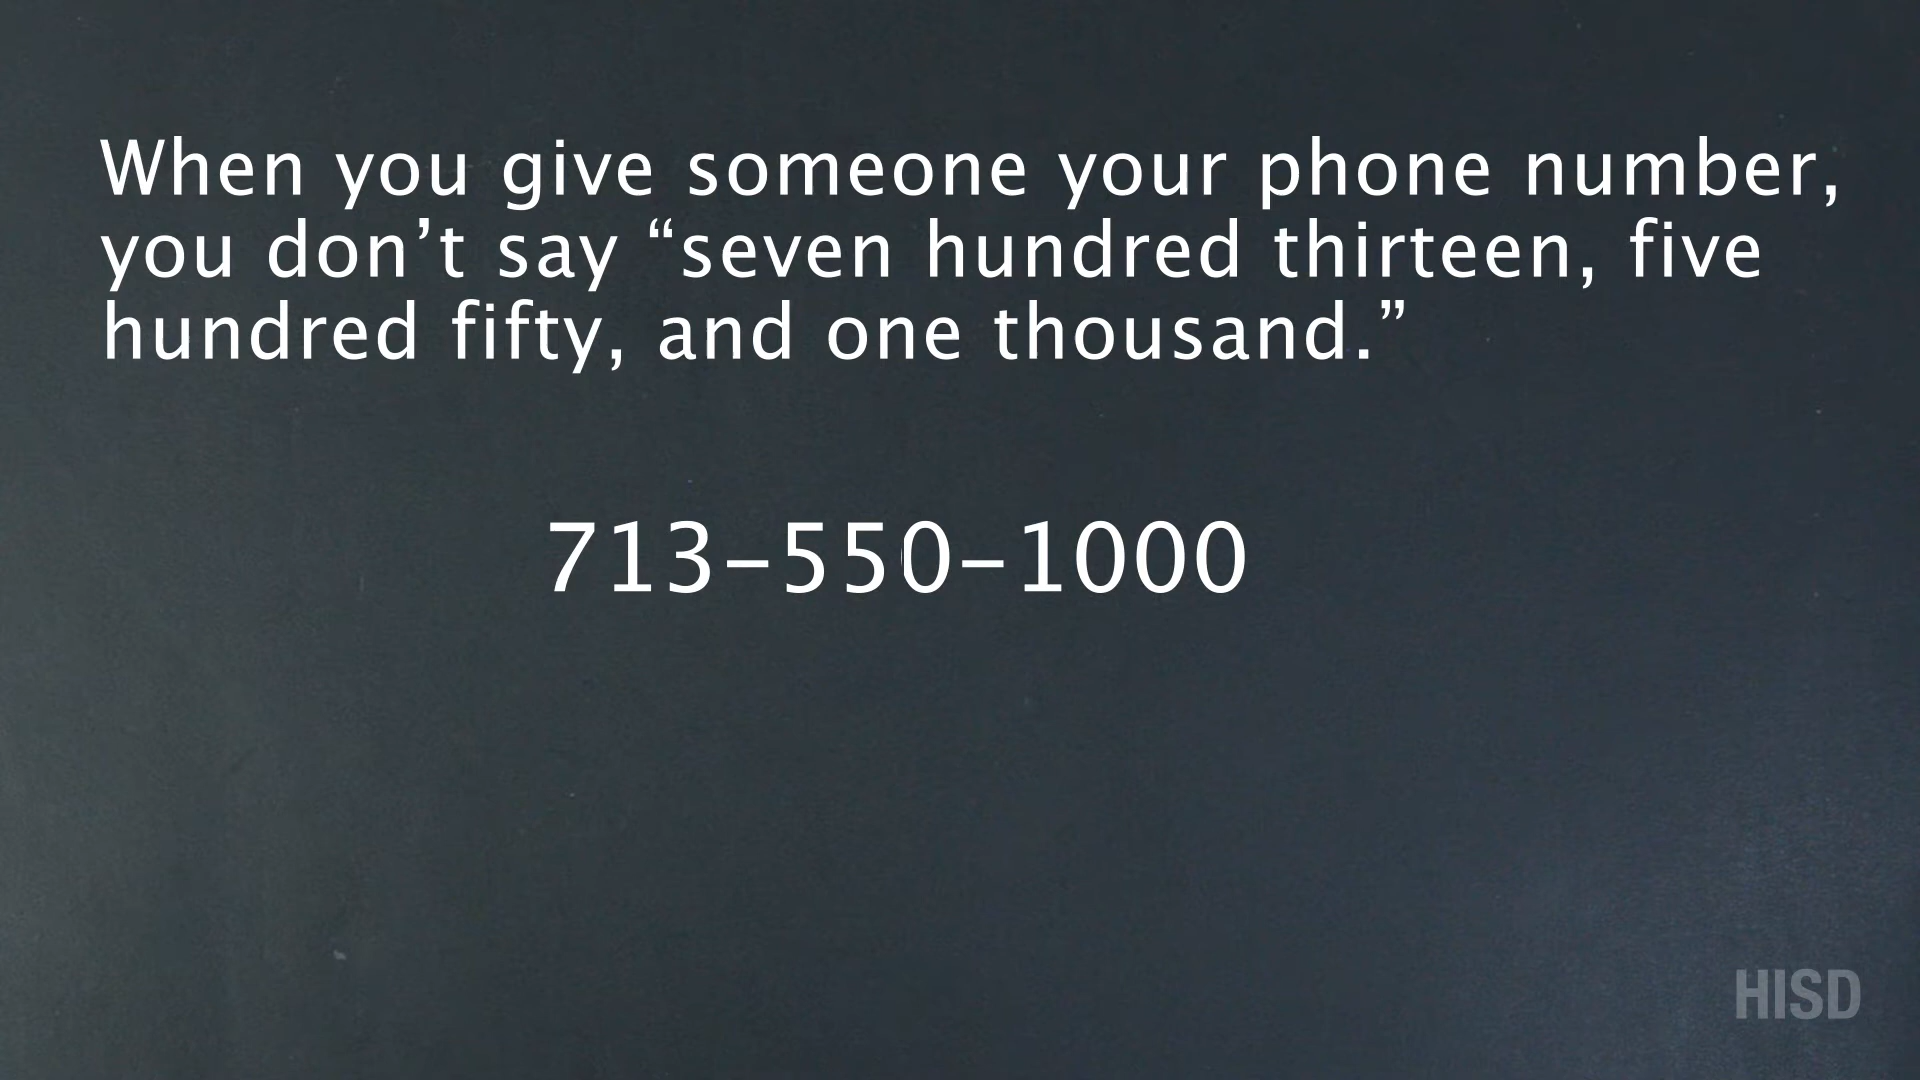 When you give someone your phone number,
you don’t say “seven hundred thirteen, five
hundred fifty, and one thousand.”
713–550–1000
HISD